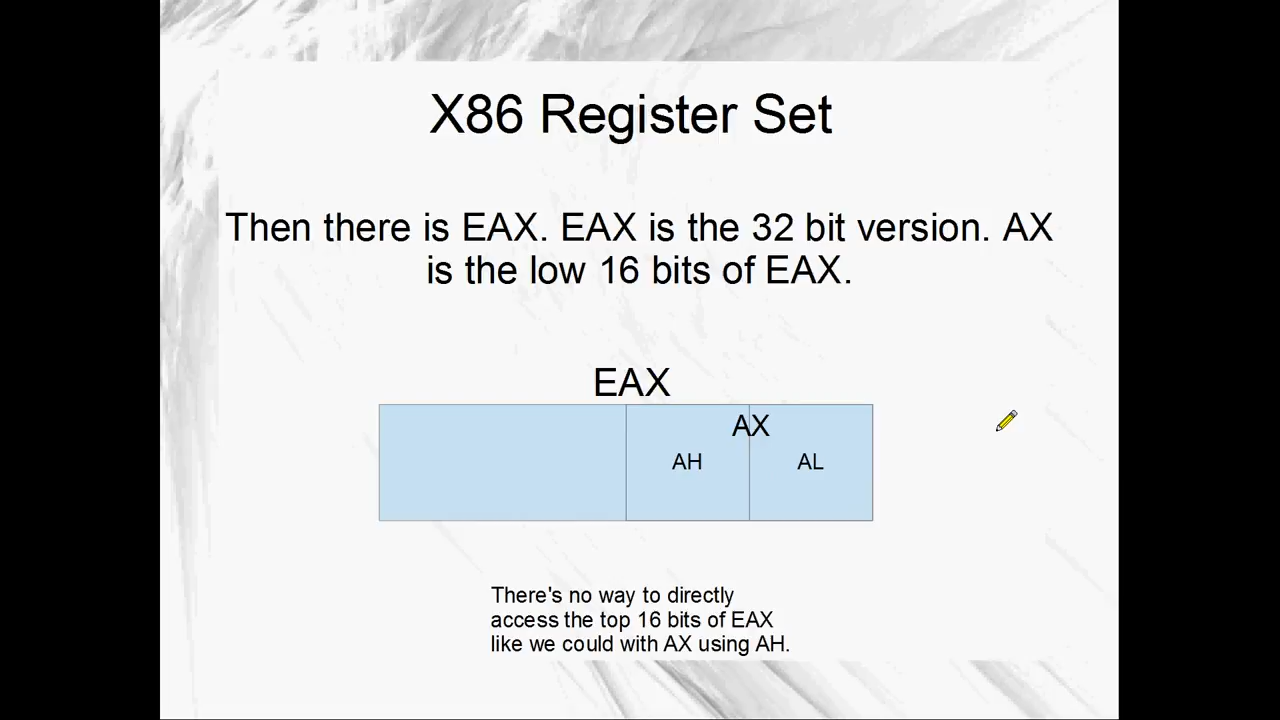 X86 Register Set
Then there is EAX. EAX is the 32 bit version. AX
is the low 16 bits of EAX.
EAX
AX
AH AL
There's no way to directly
access the top 16 bits of EAX
like we could with AX using AH.